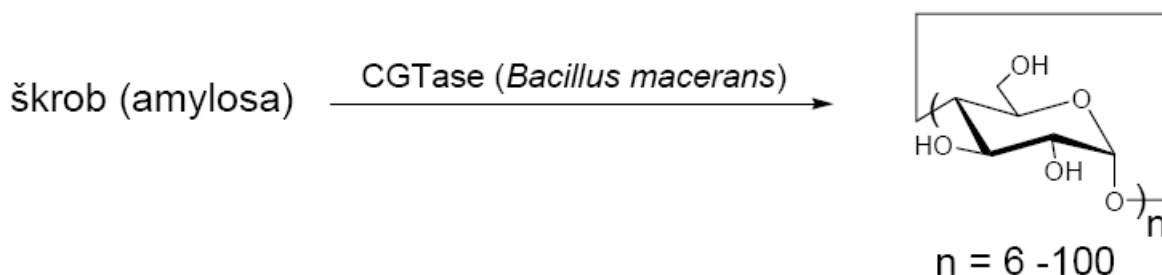 škrob (amylosa)
CGTase (Bacillus macerans)
OH
O
HO
OH
O
n
n = 6 -100